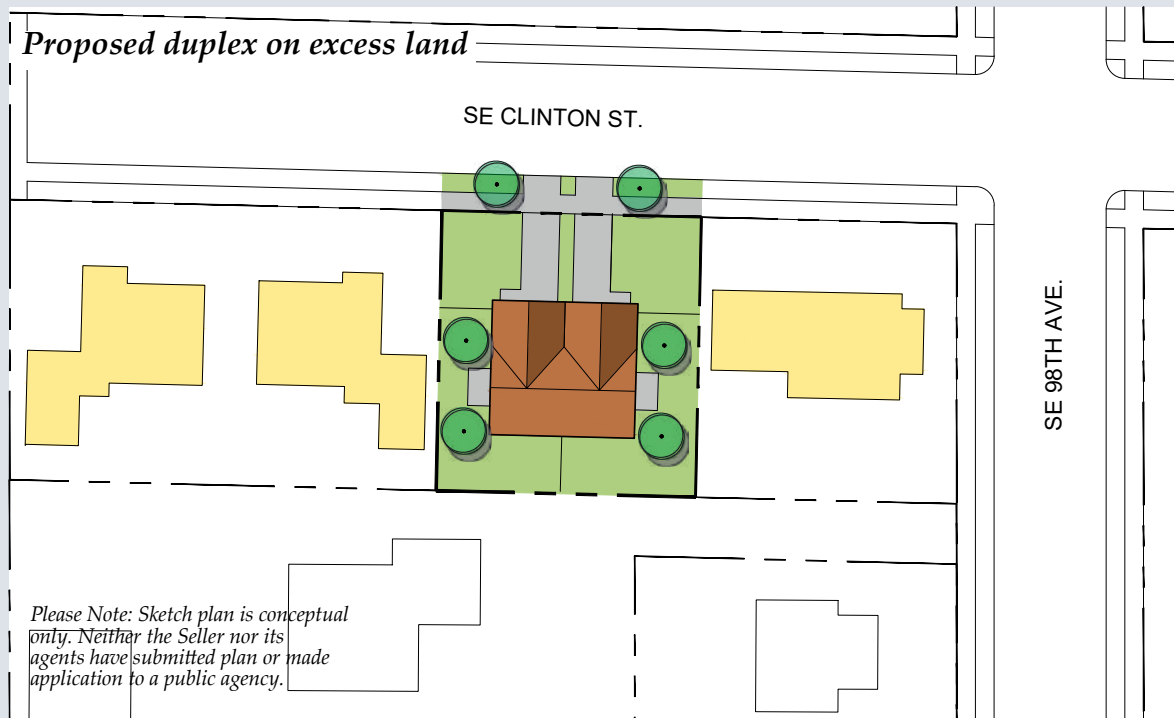 Proposed duplex on excess land
SE CLINTON ST.
SE 98TH AVE.
Please Note: Sketch plan is conceptual
only. Neither the Seller nor its
agents have submitted plan or made
application to a public agency.